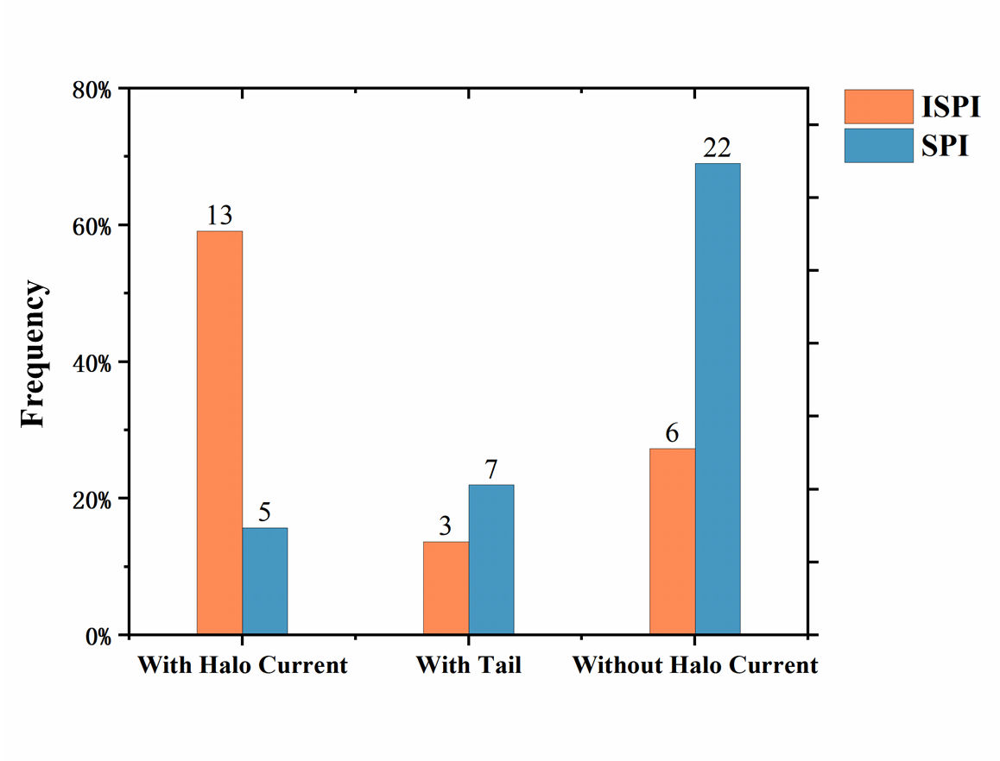 80%
60%
40%
20%
0%
Frequency
13
5
3
7
6
22
With Halo Current
With Tail
Without Halo Current
ISPI
SPI